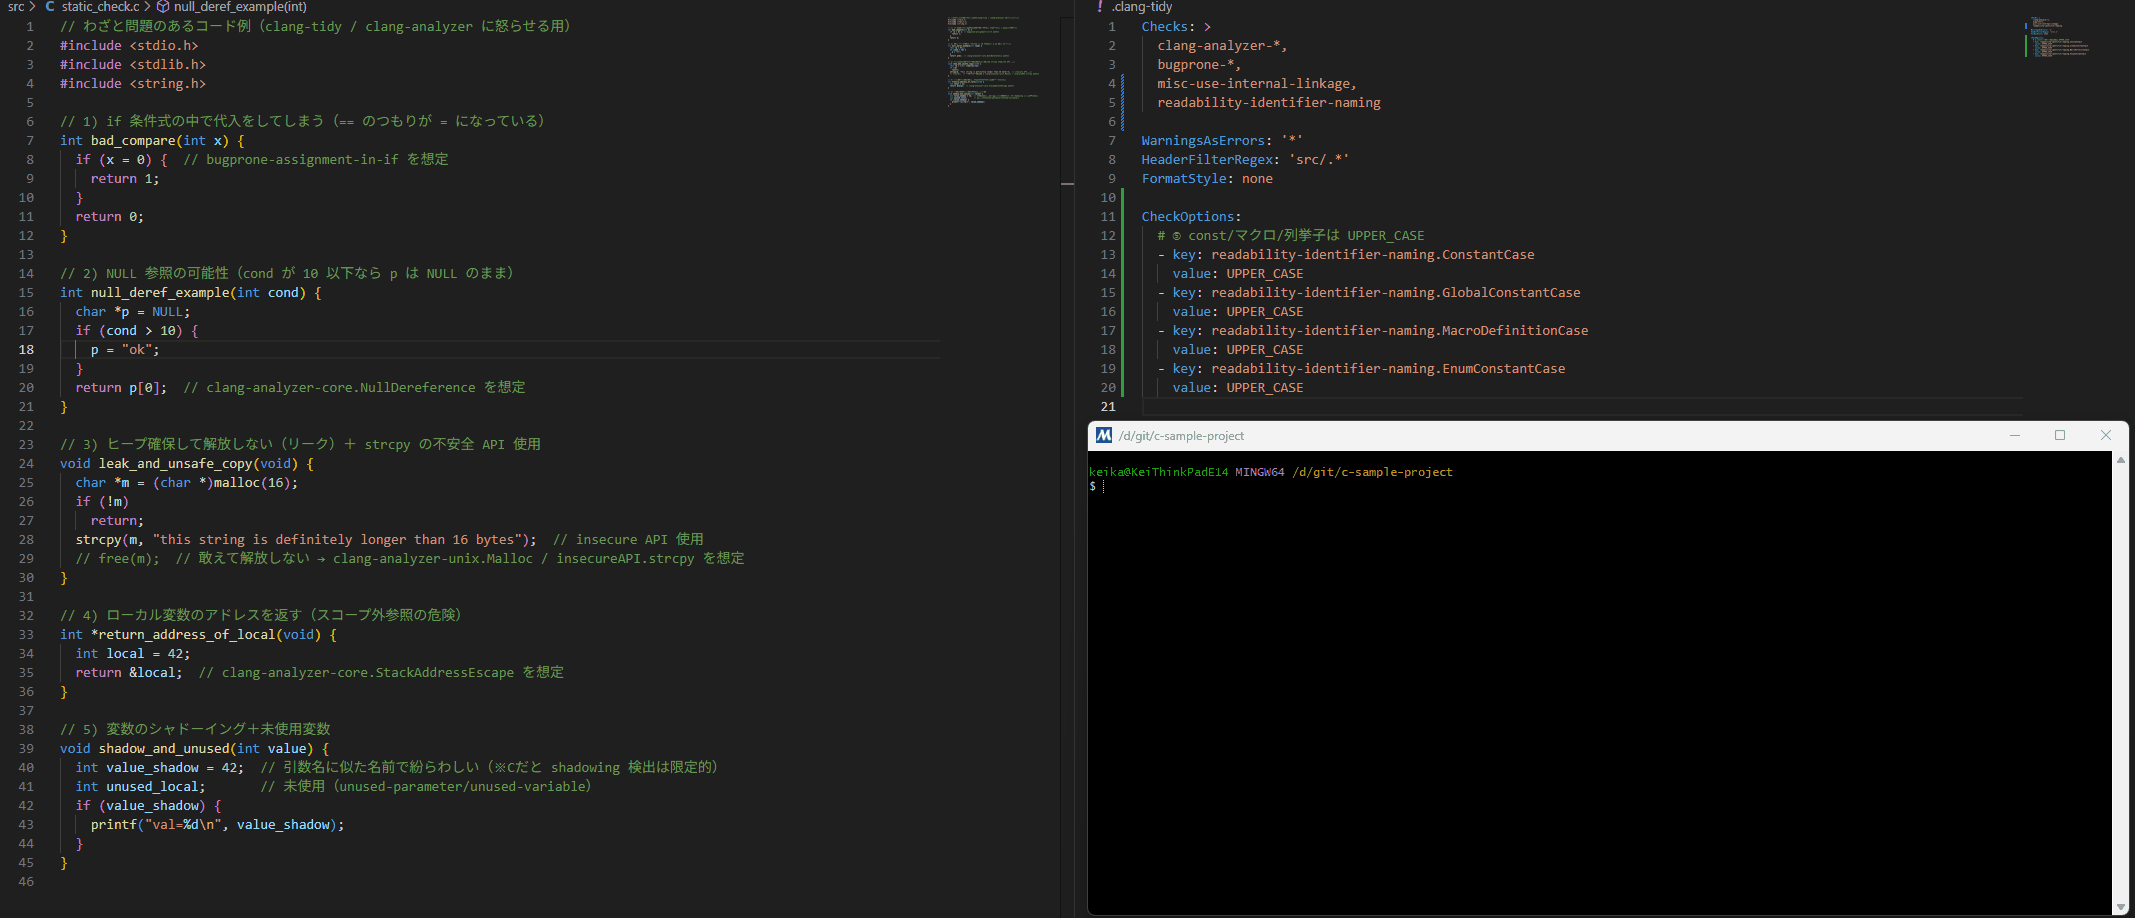 src > C static_check.c > null_deref_example(int)
1 // わざと問題のあるコード例（clang-tidy / clang-analyzer に怒らせる用）
2 #include <stdio.h>
3 #include <stdlib.h>
4 #include <string.h>
5
6 // 1) if 条件式の中で代入をしてしまう（== のつもりが = になっている）
7 int bad_compare(int x) {
8   if (x = 0) {  // bugprone-assignment-in-if を想定
9     return 1;
10   }
11   return 0;
12 }
13
14 // 2) NULL 参照の可能性（cond が 10 以下なら p は NULL のまま）
15 int null_deref_example(int cond) {
16   char *p = NULL;
17   if (cond > 10) {
18     p = "ok";
19   }
20   return p[0];  // clang-analyzer-core.NullDereference を想定
21 }
22
23 // 3) ヒープ確保して解放しない（リーク）＋ strcpy の不安全 API 使用
24 void leak_and_unsafe_copy(void) {
25   char *m = (char *)malloc(16);
26   if (!m)
27     return;
28   strcpy(m, "this string is definitely longer than 16 bytes");  // insecure API 使用
29   // free(m);  // 敢えて解放しない → clang-analyzer-unix.Malloc / insecureAPI.strcpy を想定
30 }
31
32 // 4) ローカル変数のアドレスを返す（スコープ外参照の危険）
33 int *return_address_of_local(void) {
34   int local = 42;
35   return &local;  // clang-analyzer-core.StackAddressEscape を想定
36 }
37
38 // 5) 変数のシャドーイング＋未使用変数
39 void shadow_and_unused(int value) {
40   int value_shadow = 42;  // 引数名に似た名前で紛らわしい（※Cだと shadowing 検出は限定的）
41   int unused_local;       // 未使用（unused-parameter/unused-variable）
42   if (value_shadow) {
43     printf("val=%d\n", value_shadow);
44   }
45 }
46
! .clang-tidy
1 Checks: >
2   clang-analyzer-*,
3   bugprone-*,
4   misc-use-internal-linkage,
5   readability-identifier-naming
6
7 WarningsAsErrors: '*'
8 HeaderFilterRegex: 'src/.*'
9 FormatStyle: none
10
11 CheckOptions:
12   # const/マクロ/列挙子は UPPER_CASE
13   - key: readability-identifier-naming.ConstantCase
14     value: UPPER_CASE
15   - key: readability-identifier-naming.GlobalConstantCase
16     value: UPPER_CASE
17   - key: readability-identifier-naming.MacroDefinitionCase
18     value: UPPER_CASE
19   - key: readability-identifier-naming.EnumConstantCase
20     value: UPPER_CASE
21
M /d/git/c-sample-project
keika@KeiThinkPadE14 MINGW64 /d/git/c-sample-project
$